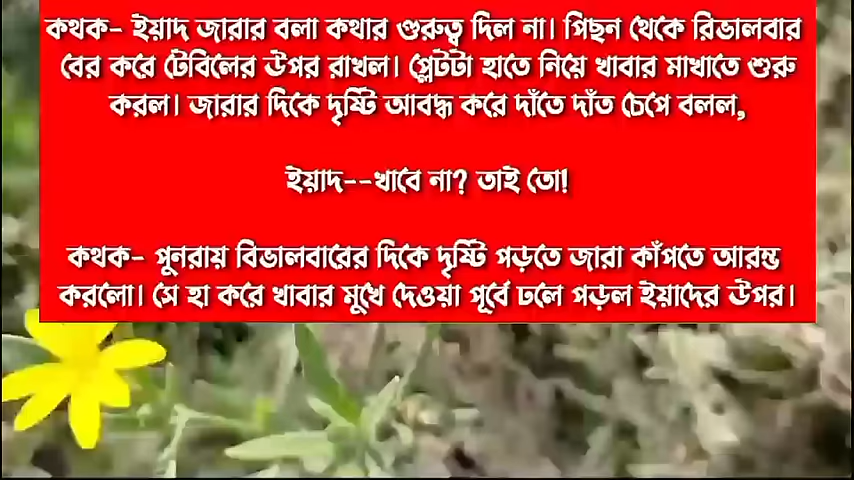 কথক- ইয়াদ জারার বলা কথার গুরুত্ব দিল না। পিছন থেকে রিভালবার
বের করে টেবিলের উপর রাখল। প্লেটটা হাতে নিয়ে খাবার মাখাতে শুরু
করল। জারার দিকে দৃষ্টি আবদ্ধ করে দাঁতে দাঁত চেপে বলল,
ইয়াদ--খাবে না? তাই তো!
কথক- পুনরায় বিভালবারের দিকে দৃষ্টি পড়তে জারা কাঁপতে আরম্ভ
করলো। সে হা করে খাবার মুখে দেওয়া পূর্বে ঢলে পড়ল ইয়াদের উপর।